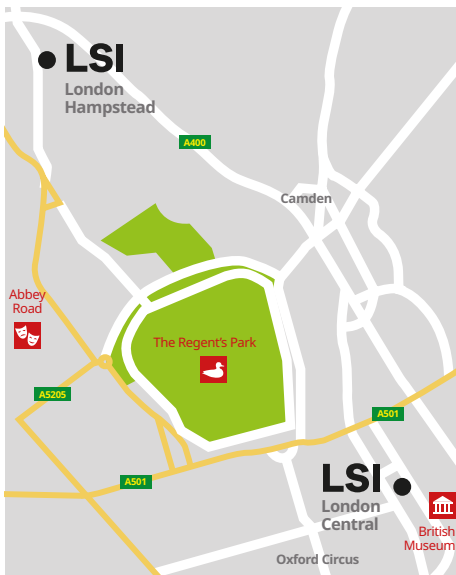 LSI
London
Hampstead
A400
Camden
Abbey
Road
The Regent's Park
A5205
A501
A501
LSI
London
Central
British
Museum
Oxford Circus